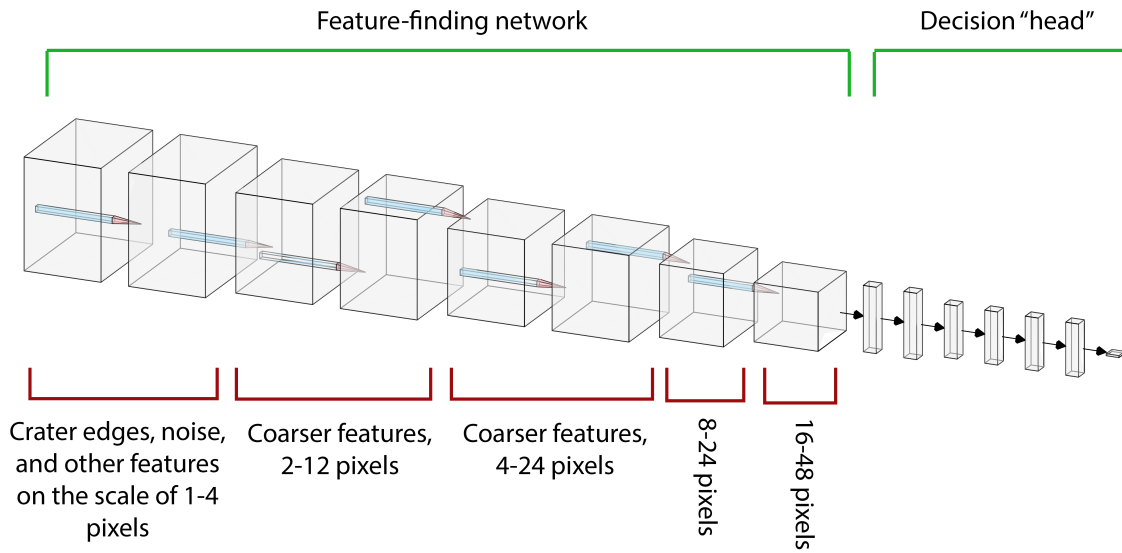 Feature-finding network
Decision “head”
Crater edges, noise,
and other features
on the scale of 1-4
pixels
Coarser features,
2-12 pixels
Coarser features,
4-24 pixels
8-24 pixels
16-48 pixels